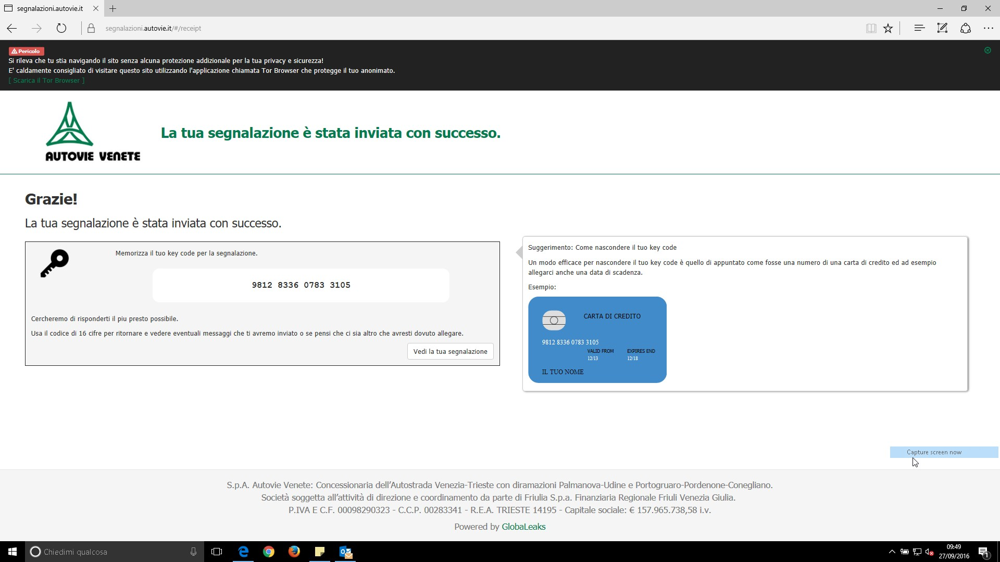 segnalazioni.autovie.it
segnalazioni.autovie.it/#/receipt
Pericolo
Si rileva che tu stia navigando il sito senza alcuna protezione addizionale per la tua privacy e sicurezza!
E' caldamente consigliato di visitare questo sito utilizzando l'applicazione chiamata Tor Browser che protegge il tuo anonimato.
[ Scarica il Tor Browser ]
AUTOVIE VENETE
La tua segnalazione è stata inviata con successo.
Grazie!
La tua segnalazione è stata inviata con successo.
Memorizza il tuo key code per la segnalazione.
9812 8336 0783 3105
Cercheremo di risponderti il piu presto possibile.
Usa il codice di 16 cifre per ritornare e vedere eventuali messaggi che ti avremo inviato o se pensi che ci sia altro che avresti dovuto allegare.
Vedi la tua segnalazione
Suggerimento: Come nascondere il tuo key code
Un modo efficace per nascondere il tuo key code è quello di appuntato come fosse una numero di una carta di credito ed ad esempio
allegarci anche una data di scadenza.
Esempio:
CARTA DI CREDITO
9812 8336 0783 3105
VALID FROM EXPIRES END
12/13 12/18
IL TUO NOME
Capture screen now
S.p.A. Autovie Venete: Concessionaria dell'Autostrada Venezia-Trieste con diramazioni Palmanova-Udine e Portogruaro-Pordenone-Conegliano.
Società soggetta all'attività di direzione e coordinamento da parte di Friulia S.p.a. Finanziaria Regionale Friuli Venezia Giulia.
P.IVA E C.F. 00098290323 - C.C.P. 00283341 - R.E.A. TRIESTE 14195 - Capitale sociale: € 157.965.738,58 i.v.
Powered by GlobaLeaks
Chiedimi qualcosa
09:49
27/09/2016
1